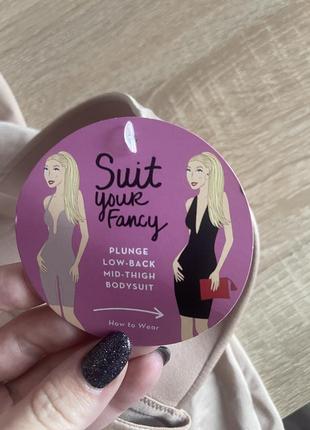 Suit
your
Fancy
PLUNGE
LOW-BACK
MID-THIGH
BODYSUIT
How to Wear